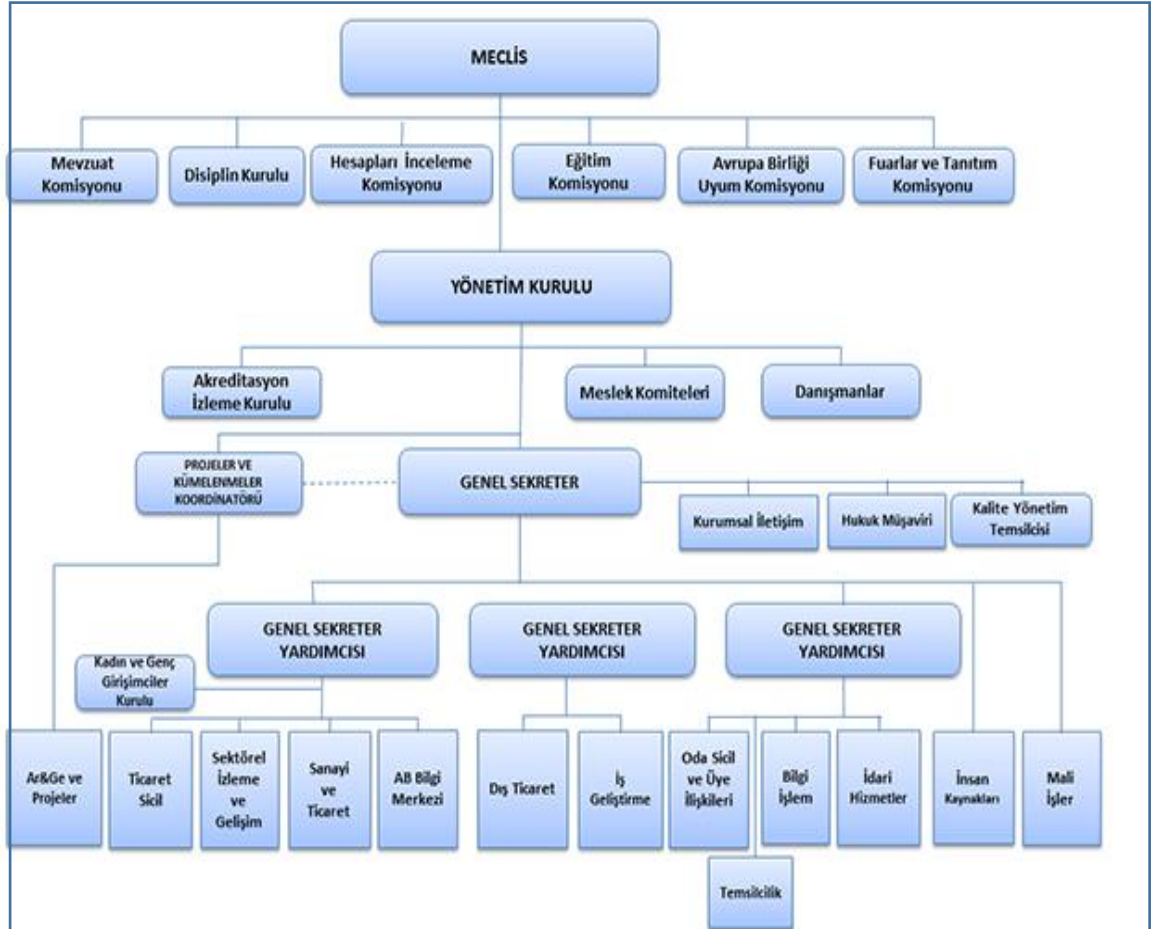 MECLİS
Mevzuat
Komisyonu
Disiplin Kurulu
Hesapları İnceleme
Komisyonu
Eğitim
Komisyonu
Avrupa Birliği
Uyum Komisyonu
Fuarlar ve Tanıtım
Komisyonu
YÖNETİM KURULU
Akreditasyon
İzleme Kurulu
Meslek Komiteleri
Danışmanlar
PROJELER VE
KÜMELENMELER
KOORDİNATÖRÜ
GENEL SEKRETER
Kurumsal İletişim
Hukuk Müşaviri
Kalite Yönetim
Temsilcisi
GENEL SEKRETER
YARDIMCISI
GENEL SEKRETER
YARDIMCISI
GENEL SEKRETER
YARDIMCISI
Kadın ve Genç
Girişimciler
Kurulu
Ar&Ge ve
Projeler
Ticaret
Sicil
Sektörel
İzleme
ve
Gelişim
Sanayi
ve
Ticaret
AB Bilgi
Merkezi
Dış Ticaret
İş
Geliştirme
Oda Sicil
ve Üye
İlişkileri
Bilgi
İşlem
İdari
Hizmetler
İnsan
Kaynakları
Mali
İşler
Temsilcilik